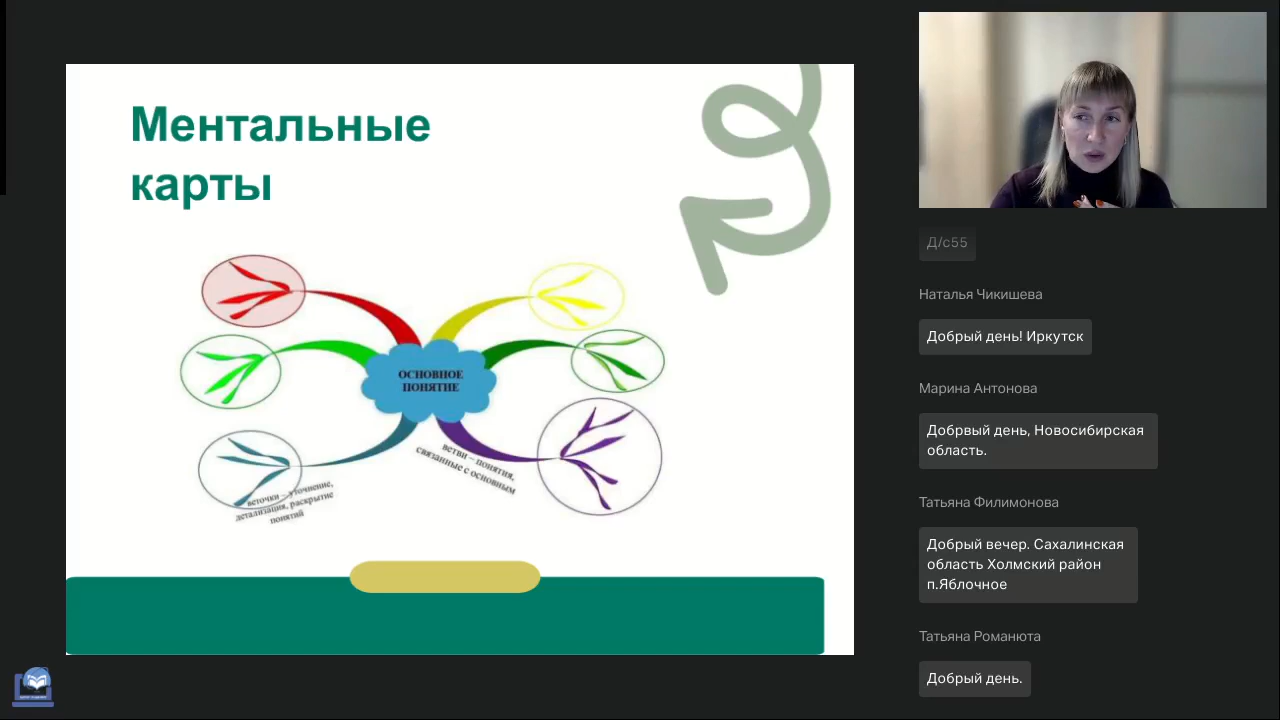 Ментальные
карты
ОСНОВНОЕ
ПОНЯТИЕ
ветви – понятия,
связанные с основным
веточки – уточнение,
детализация, раскрытие
понятий
Д/с55
Наталья Чикишева
Добрый день! Иркутск
Марина Антонова
Добрвый день, Новосибирская
область.
Татьяна Филимонова
Добрый вечер. Сахалинская
область Холмский район
п.Яблочное
Татьяна Романюта
Добрый день.